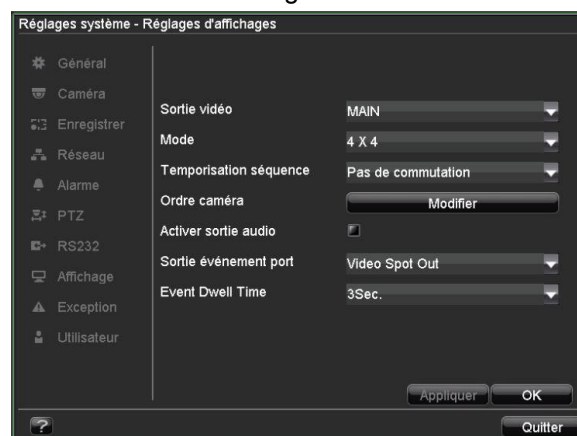 Réglages système - Réglages d'affichages
Général
Caméra
Enregistrer
Réseau
Alarme
PTZ
RS232
Affichage
Exception
Utilisateur
Sortie vidéo MAIN
Mode 4 X 4
Temporisation séquence Pas de commutation
Ordre caméra Modifier
Activer sortie audio
Sortie événement port Video Spot Out
Event Dwell Time 3Sec.
Appliquer OK
? Quitter